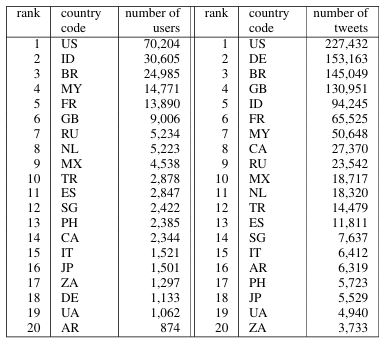 rank country number of rank country number of
code users code tweets
1 US 70,204 1 US 227,432
2 ID 30,605 2 DE 153,163
3 BR 24,985 3 BR 145,049
4 MY 14,771 4 GB 130,951
5 FR 13,890 5 ID 94,245
6 GB 9,006 6 FR 65,525
7 RU 5,234 7 MY 50,648
8 NL 5,223 8 CA 27,370
9 MX 4,538 9 RU 23,542
10 TR 2,878 10 MX 18,717
11 ES 2,847 11 NL 18,320
12 SG 2,422 12 TR 14,479
13 PH 2,385 13 ES 11,811
14 CA 2,344 14 SG 7,637
15 IT 1,521 15 IT 6,412
16 JP 1,501 16 AR 6,319
17 ZA 1,297 17 PH 5,723
18 DE 1,133 18 JP 5,529
19 UA 1,062 19 UA 4,940
20 AR 874 20 ZA 3,733